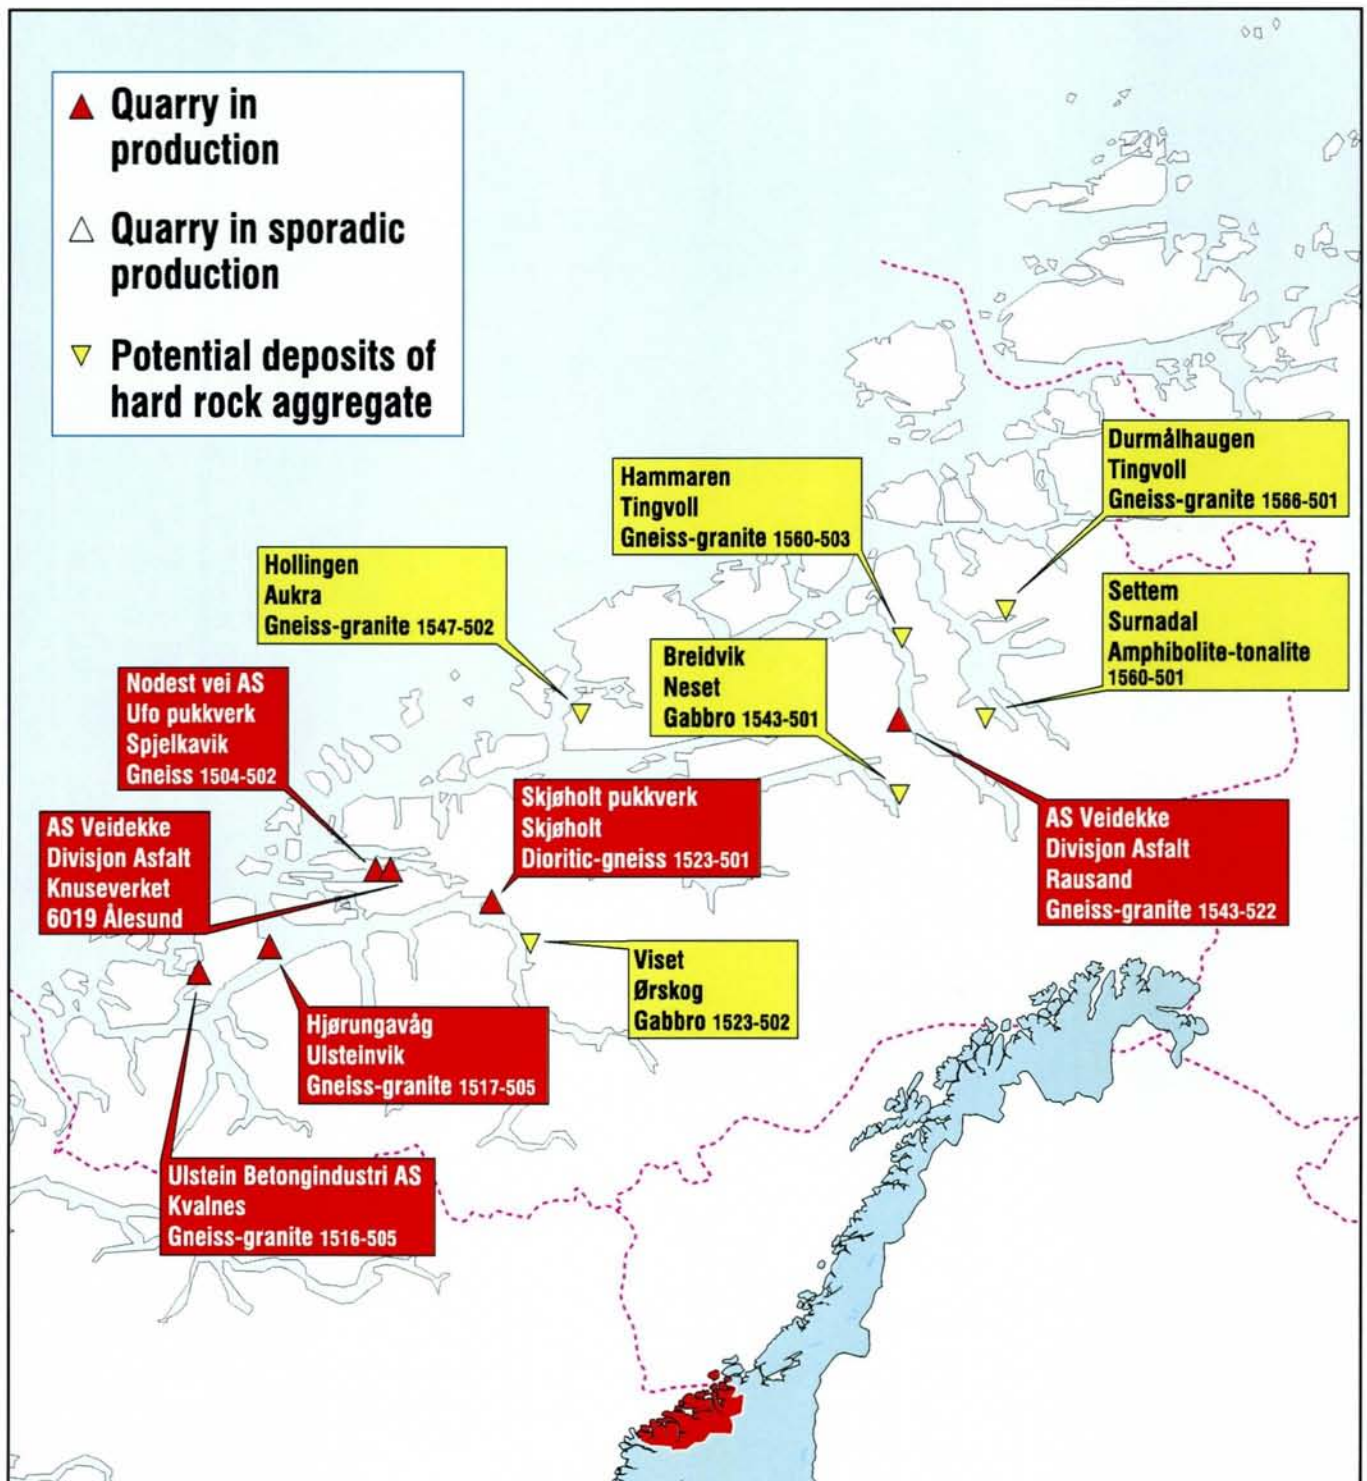 Quarry in
production
Quarry in sporadic
production
Potential deposits of
hard rock aggregate
Durmålhaugen
Tingvoll
Gneiss-granite 1566-501
Hammaren
Tingvoll
Gneiss-granite 1560-503
Hollingen
Aukra
Gneiss-granite 1547-502
Settem
Surnadal
Amphibolite-tonalite
1560-501
Breidvik
Neset
Gabbro 1543-501
Nodest vei AS
Ufo pukkverk
Spjelkavik
Gneiss 1504-502
Skjøholt pukkverk
Skjøholt
Dioritic-gneiss 1523-501
AS Veidekke
Divisjon Asfalt
Rausand
Gneiss-granite 1543-522
AS Veidekke
Divisjon Asfalt
Knuseverket
6019 Ålesund
Viset
Ørskog
Gabbro 1523-502
Hjørungavåg
Ulsteinvik
Gneiss-granite 1517-505
Ulstein Betongindustri AS
Kvalnes
Gneiss-granite 1516-505